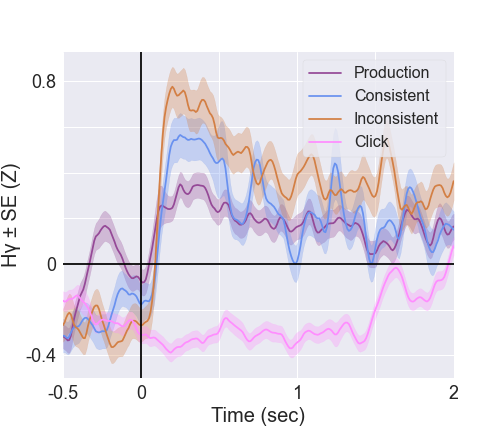 Production
Consistent
Inconsistent
Click
0.8
0
-0.4
Hγ ± SE (Z)
-0.5
0
1
2
Time (sec)